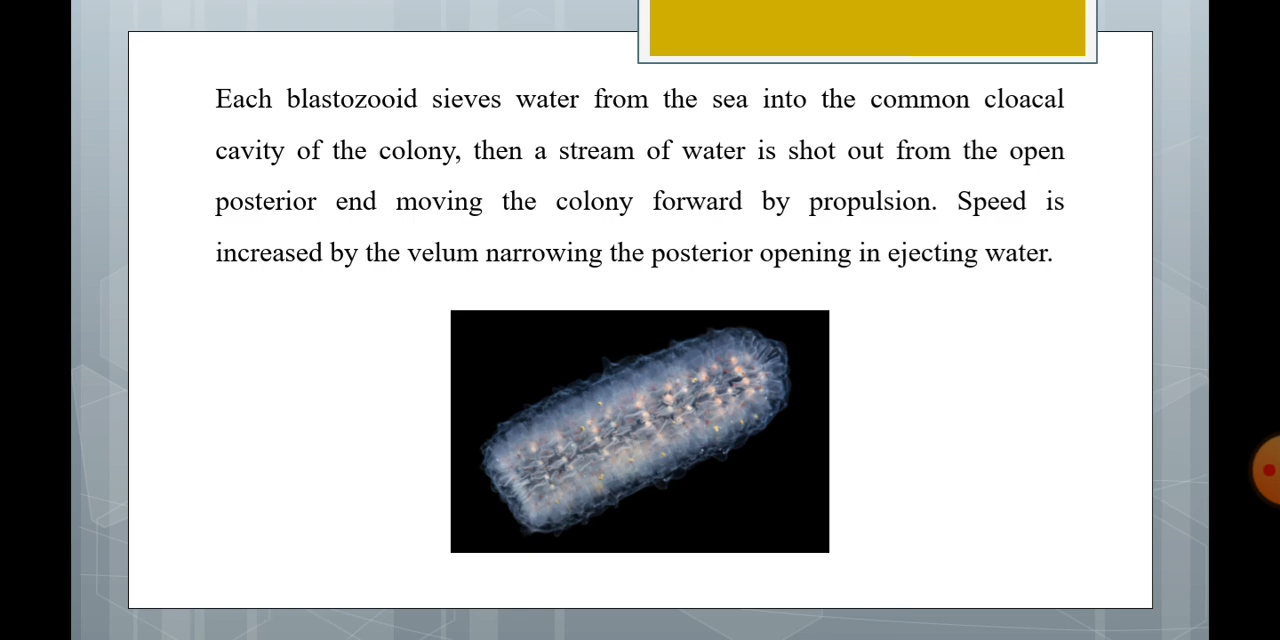 Each blastozooid sieves water from the sea into the common cloacal
cavity of the colony, then a stream of water is shot out from the open
posterior end moving the colony forward by propulsion. Speed is
increased by the velum narrowing the posterior opening in ejecting water.